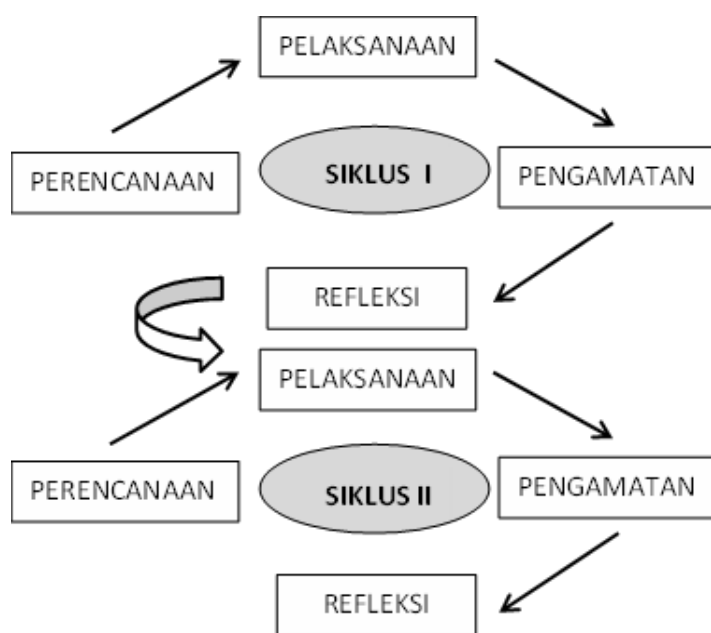 PELAKSANAAN
PERENCANAAN
SIKLUS I
PENGAMATAN
REFLEKSI
PELAKSANAAN
PERENCANAAN
SIKLUS II
PENGAMATAN
REFLEKSI